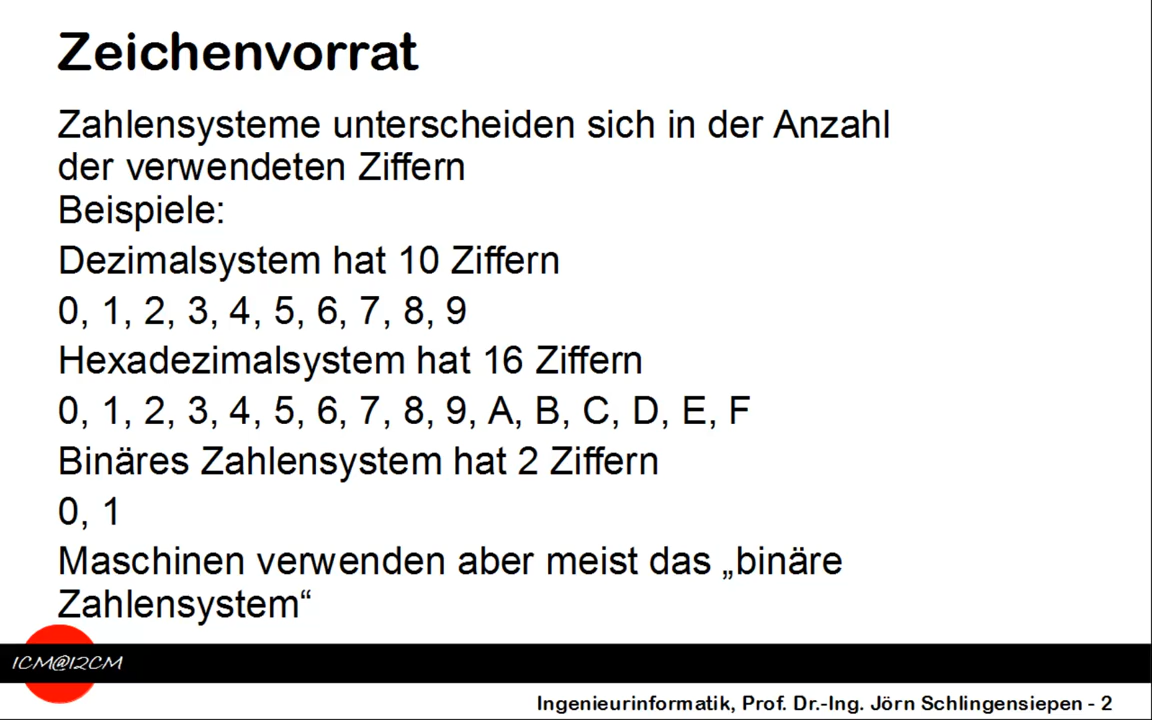 Zeichenvorrat
Zahlensysteme unterscheiden sich in der Anzahl
der verwendeten Ziffern
Beispiele:
Dezimalsystem hat 10 Ziffern
0, 1, 2, 3, 4, 5, 6, 7, 8, 9
Hexadezimalsystem hat 16 Ziffern
0, 1, 2, 3, 4, 5, 6, 7, 8, 9, A, B, C, D, E, F
Binäres Zahlensystem hat 2 Ziffern
0, 1
Maschinen verwenden aber meist das „binäre
Zahlensystem“
1CM@12CM
Ingenieurinformatik, Prof. Dr.-Ing. Jörn Schlingensiepen - 2